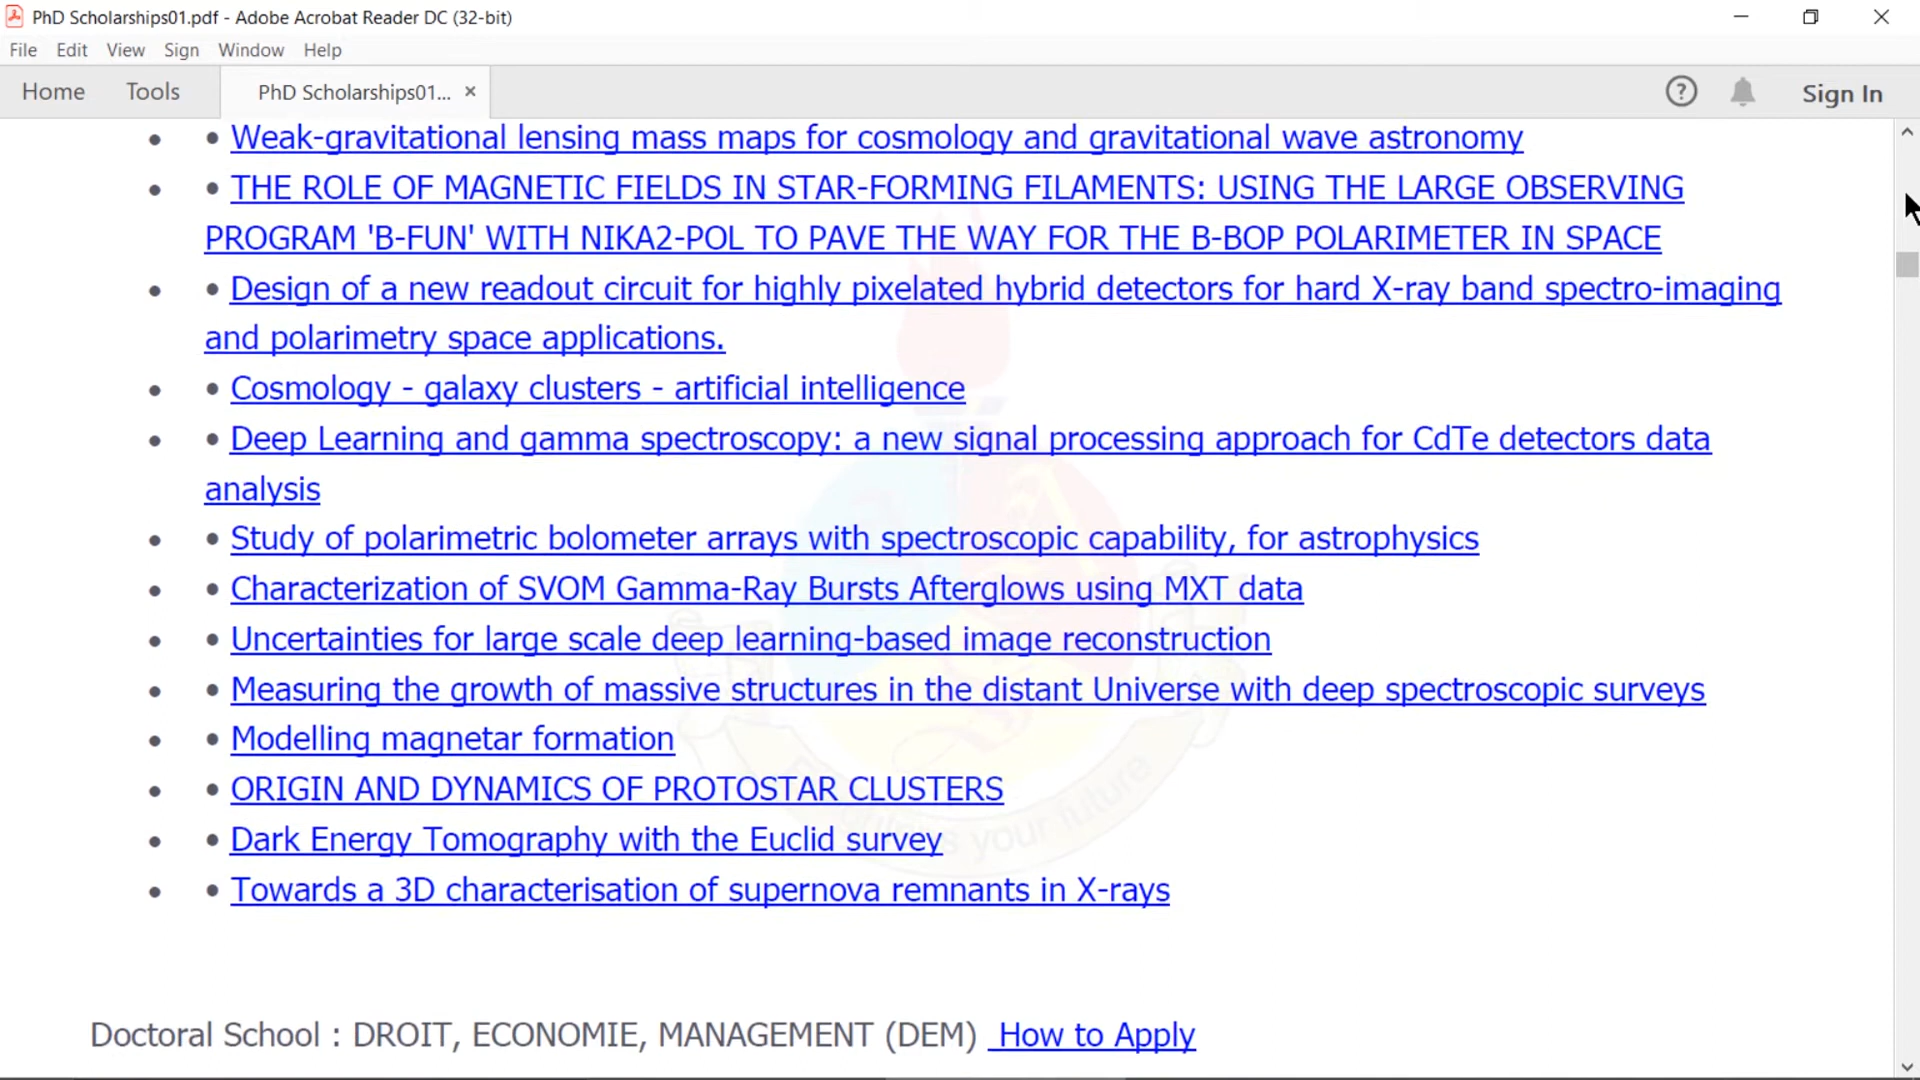 PhD Scholarships01.pdf - Adobe Acrobat Reader DC (32-bit)
File Edit View Sign Window Help
Home Tools PhD Scholarships01... × ? Sign In
• • Weak-gravitational lensing mass maps for cosmology and gravitational wave astronomy
• • THE ROLE OF MAGNETIC FIELDS IN STAR-FORMING FILAMENTS: USING THE LARGE OBSERVING
PROGRAM 'B-FUN' WITH NIKA2-POL TO PAVE THE WAY FOR THE B-BOP POLARIMETER IN SPACE
• • Design of a new readout circuit for highly pixelated hybrid detectors for hard X-ray band spectro-imaging
and polarimetry space applications.
• • Cosmology - galaxy clusters - artificial intelligence
• • Deep Learning and gamma spectroscopy: a new signal processing approach for CdTe detectors data
analysis
• • Study of polarimetric bolometer arrays with spectroscopic capability, for astrophysics
• • Characterization of SVOM Gamma-Ray Bursts Afterglows using MXT data
• • Uncertainties for large scale deep learning-based image reconstruction
• • Measuring the growth of massive structures in the distant Universe with deep spectroscopic surveys
• • Modelling magnetar formation
• • ORIGIN AND DYNAMICS OF PROTOSTAR CLUSTERS
• • Dark Energy Tomography with the Euclid survey
• • Towards a 3D characterisation of supernova remnants in X-rays
your future
Doctoral School : DROIT, ECONOMIE, MANAGEMENT (DEM) How to Apply